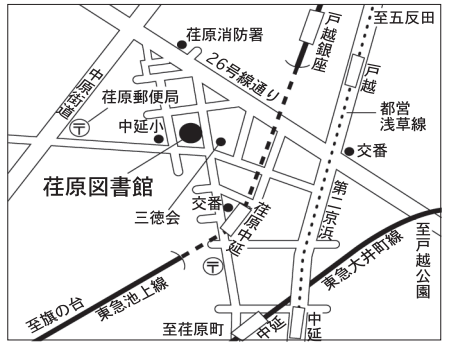 荏原消防署
戸越銀座
至五反田
26号線通り
戸越
中原街道
荏原郵便局
都営
浅草線
中延小
交番
荏原図書館
三徳会
交番
荏原中延
第二京浜
東急大井町線
至戸越公園
至旗の台
東急池上線
至荏原町
中延
中延